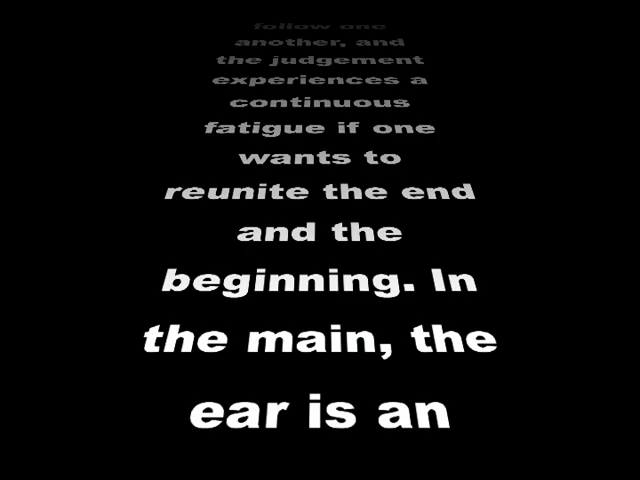 follow one
another, and
the judgement
experiences a
continuous
fatigue if one
wants to
reunite the end
and the
beginning. In
the main, the
ear is an